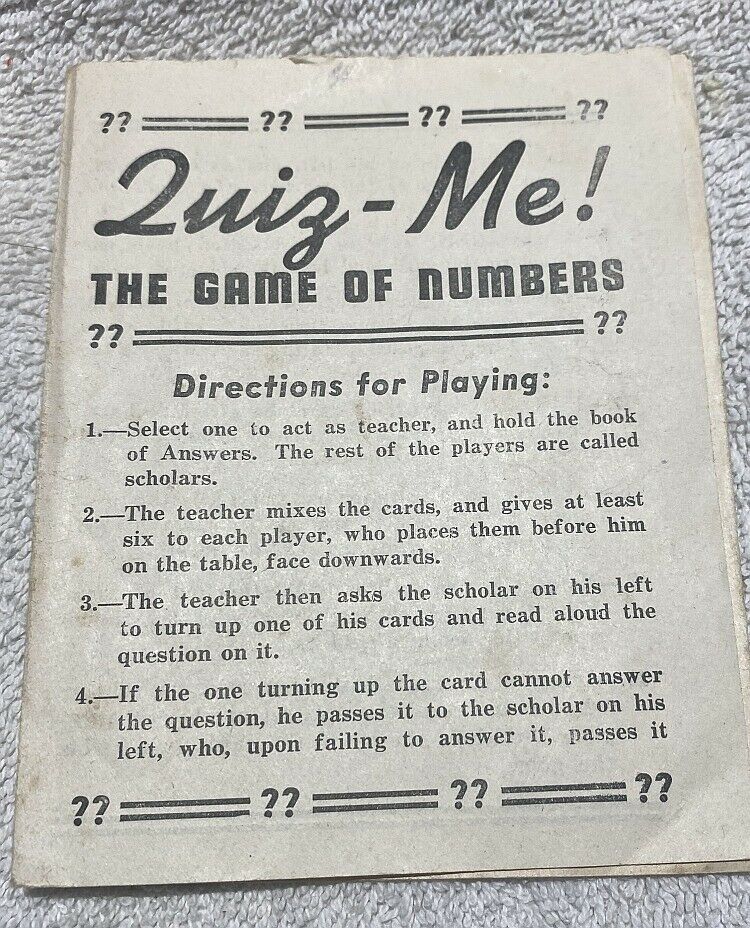 ?? ?? ?? ??
Quiz-Me!
THE GAME OF NUMBERS
?? ??
Directions for Playing:
1.—Select one to act as teacher, and hold the book
of Answers. The rest of the players are called
scholars.
2.—The teacher mixes the cards, and gives at least
six to each player, who places them before him
on the table, face downwards.
3.—The teacher then asks the scholar on his left
to turn up one of his cards and read aloud the
question on it.
4.—If the one turning up the card cannot answer
the question, he passes it to the scholar on his
left, who, upon failing to answer it, passes it
?? ?? ?? ??